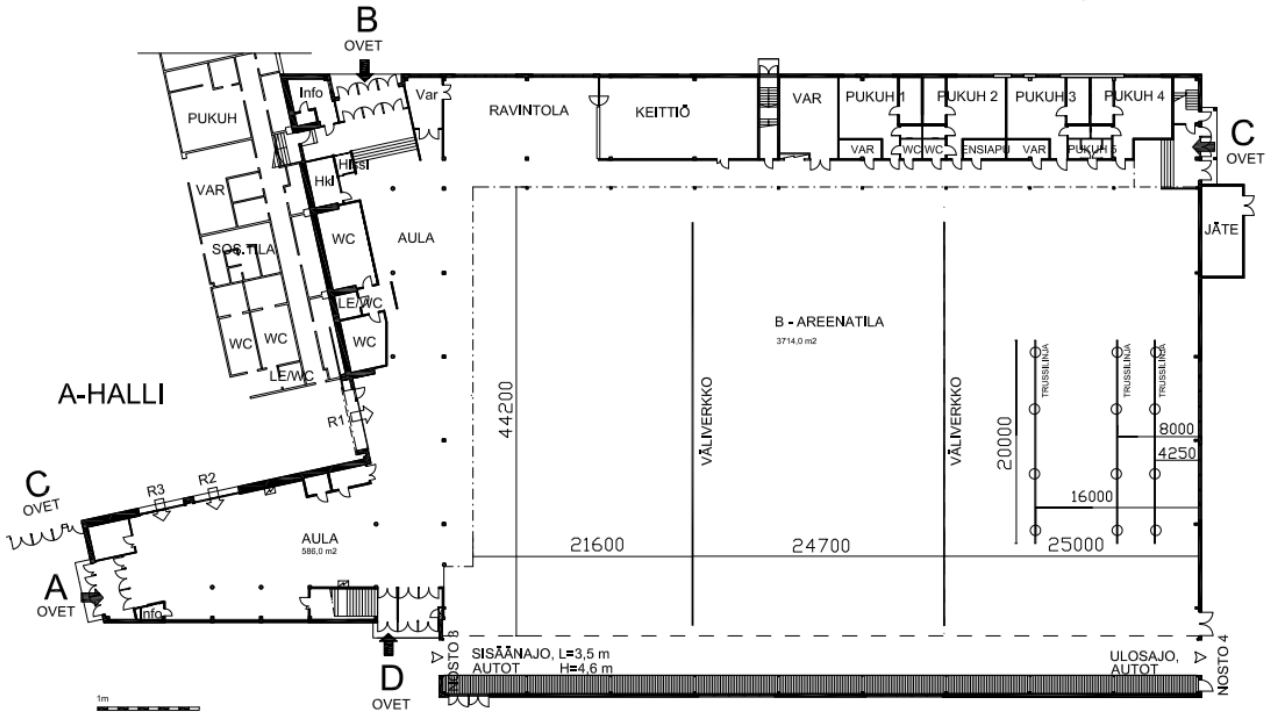 B
OVET
Info
Var
RAVINTOLA
KEITTIÖ
VAR
PUKUH 1
PUKUH 2
PUKUH 3
PUKUH 4
PUKUH
VAR
WC
WC
ENSIAPU
VAR
PUKUH 5
C
OVET
Hissi
Hki
VAR
WC
AULA
JÄTE
SOS.TILA
LE/WC
WC
WC
WC
LE/WC
B - AREENATILA
3714,0 m2
TRUSSILINJA
TRUSSILINJA
TRUSSILINJA
A-HALLI
R1
44200
VÄLIVERKKO
VÄLIVERKKO
20000
8000
4250
16000
C
OVET
R3
R2
AULA
586,0 m2
21600
24700
25000
A
OVET
Info
D
OVET
NOSTO 3
SISÄÄNAJO, L=3,5 m
AUTOT H=4,6 m
ULOSAJO,
AUTOT
NOSTO 4
1m